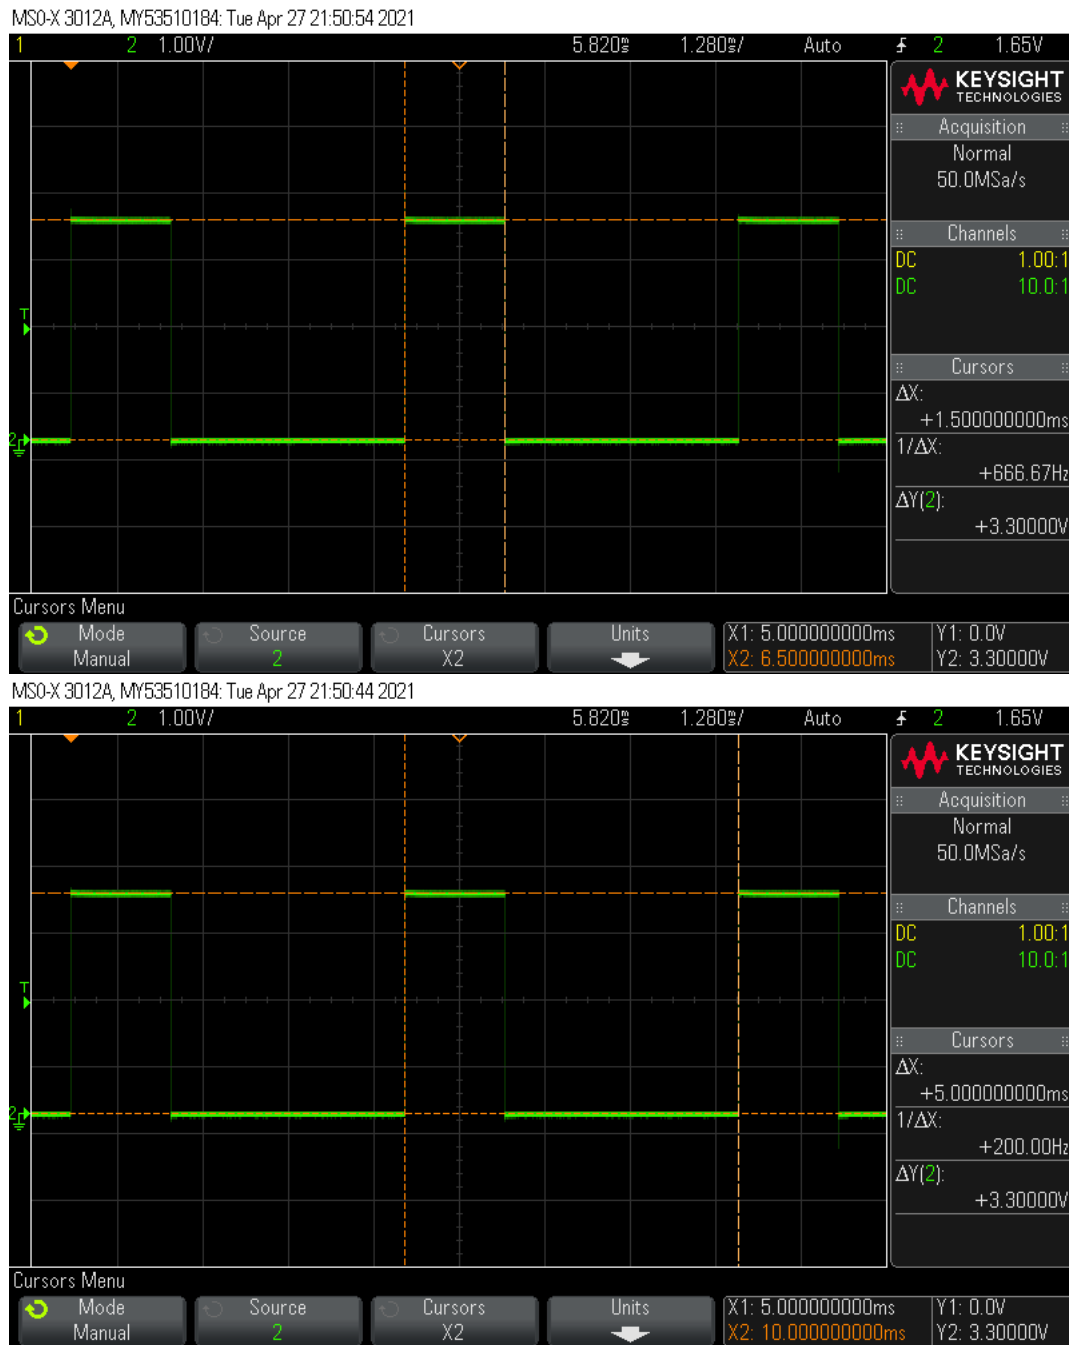 MSO-X 3012A, MY53510184: Tue Apr 27 21:50:54 2021
1 2 1.00V/ 5.820ms 1.280ms/ Auto 2 1.65V
KEYSIGHT
TECHNOLOGIES
Acquisition
Normal
50.0MSa/s
Channels
DC 1.00:1
DC 10.0:1
T
2
Cursors
ΔX:
+1.500000000ms
1/ΔX:
+666.67Hz
ΔY(2):
+3.30000V
Cursors Menu
Mode
Manual
Source
2
Cursors
X2
Units
X1: 5.000000000ms
X2: 6.500000000ms
Y1: 0.0V
Y2: 3.30000V
MSO-X 3012A, MY53510184: Tue Apr 27 21:50:44 2021
1 2 1.00V/ 5.820ms 1.280ms/ Auto 2 1.65V
KEYSIGHT
TECHNOLOGIES
Acquisition
Normal
50.0MSa/s
Channels
DC 1.00:1
DC 10.0:1
T
2
Cursors
ΔX:
+5.000000000ms
1/ΔX:
+200.00Hz
ΔY(2):
+3.30000V
Cursors Menu
Mode
Manual
Source
2
Cursors
X2
Units
X1: 5.000000000ms
X2: 10.000000000ms
Y1: 0.0V
Y2: 3.30000V